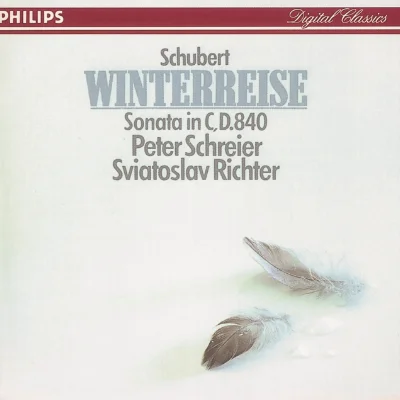 PHILIPS
Digital Classics
Schubert
WINTERREISE
Sonata in C, D.840
Peter Schreier
Sviatoslav Richter